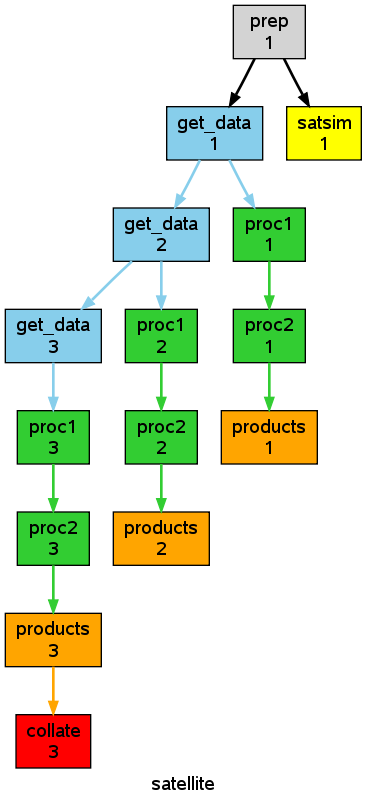 prep
1
get_data
1
satsim
1
get_data
2
proc1
1
get_data
3
proc1
2
proc2
1
proc1
3
proc2
2
products
1
proc2
3
products
2
products
3
collate
3
satellite